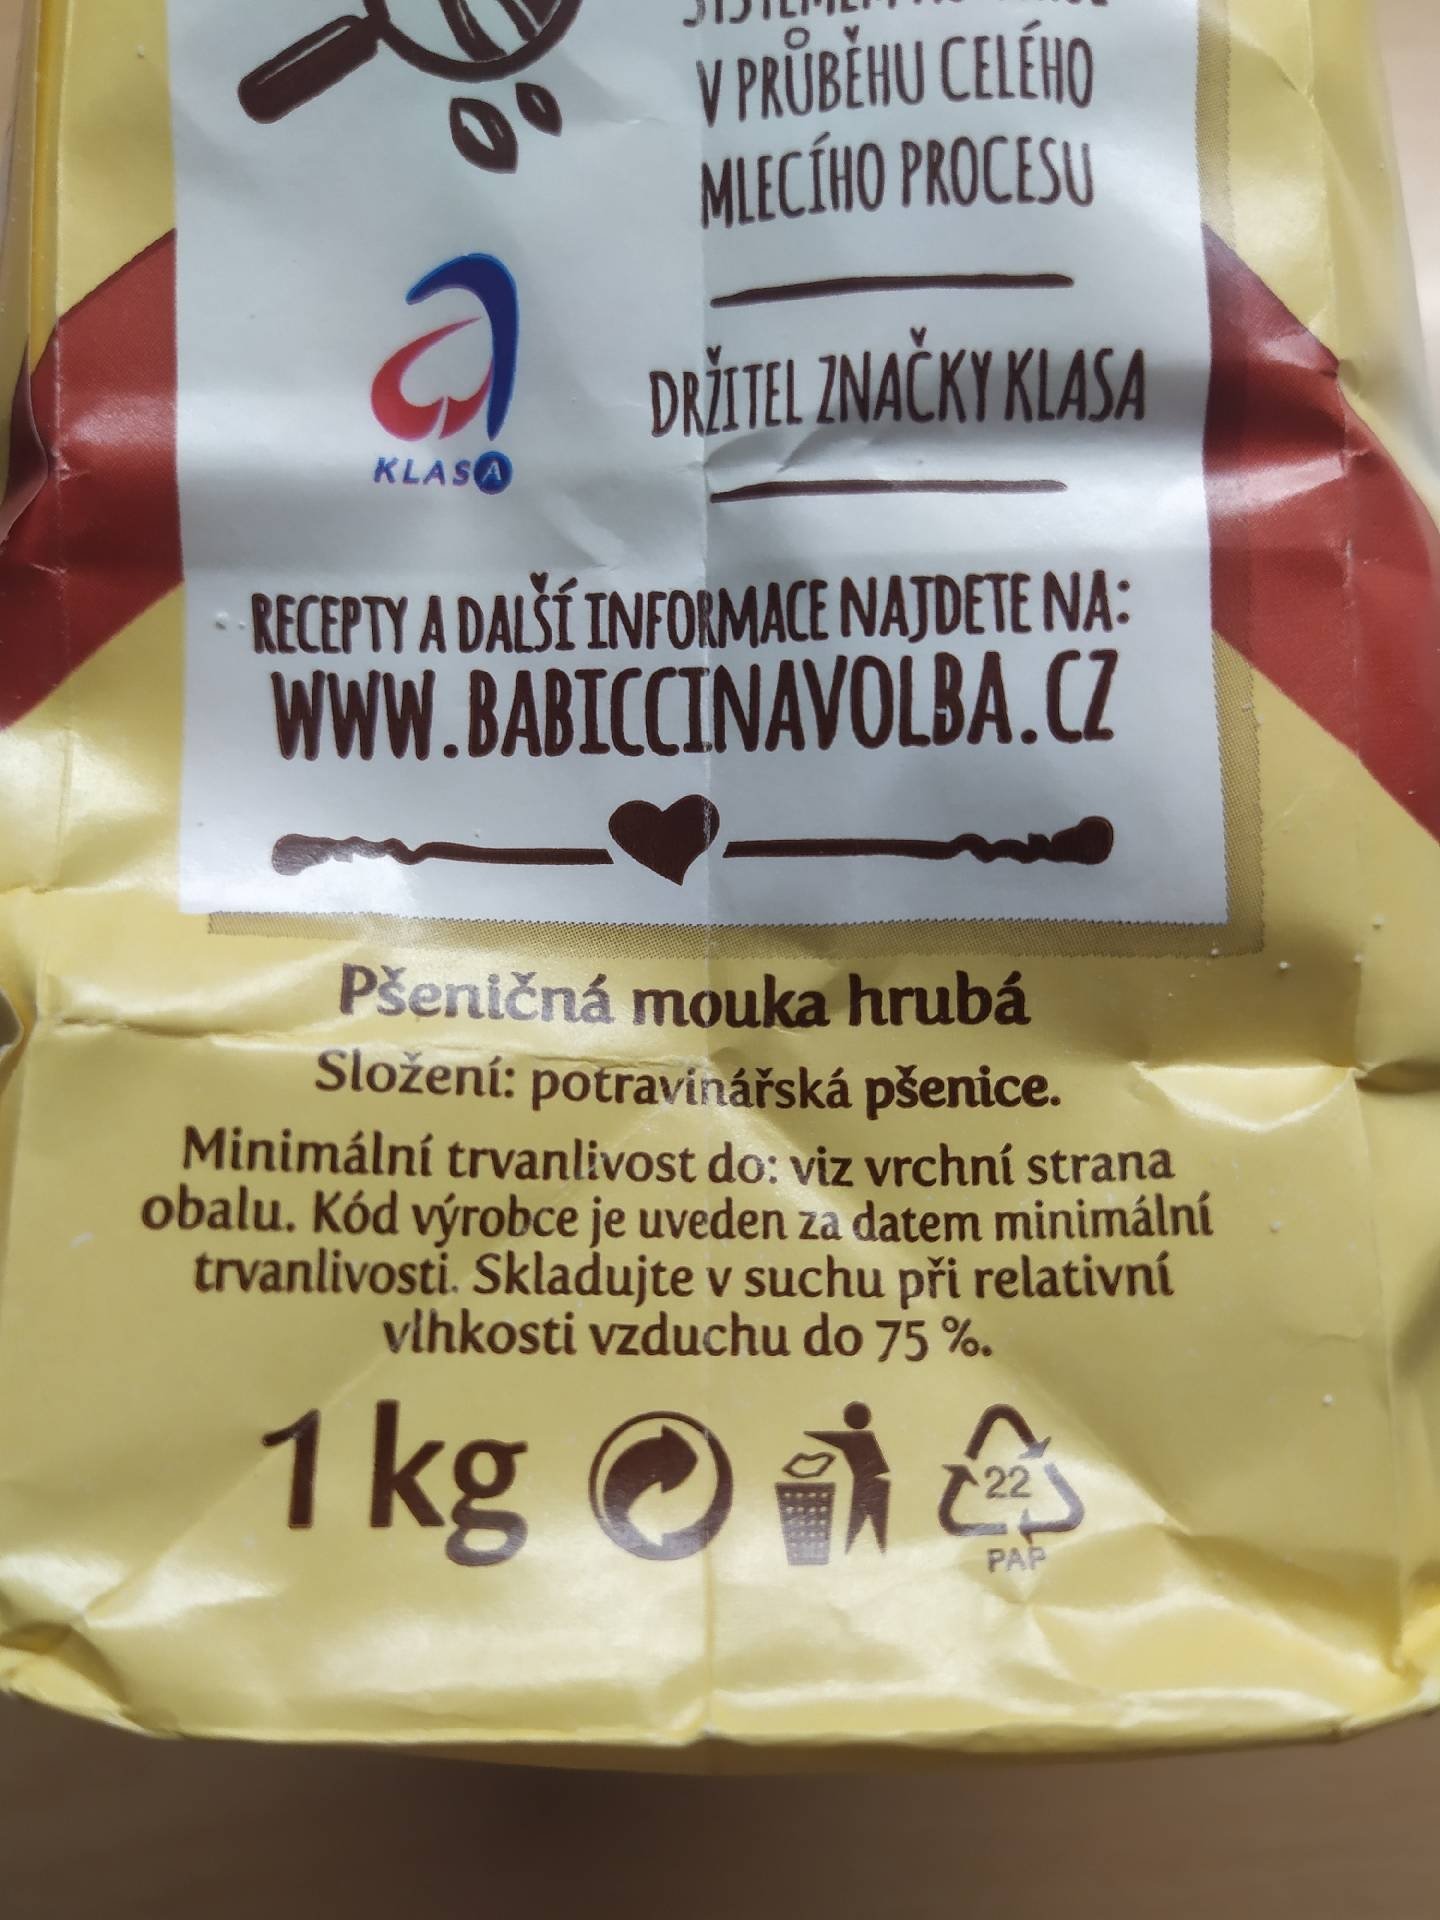 V PRŮBĚHU CELÉHO
MLECÍHO PROCESU
KLASA
DRŽITEL ZNAČKY KLASA
RECEPTY A DALŠÍ INFORMACE NAJDETE NA:
WWW.BABICCINAVOLBA.CZ
Pšeničná mouka hrubá
Složení: potravinářská pšenice.
Minimální trvanlivost do: viz vrchní strana
obalu. Kód výrobce je uveden za datem minimální
trvanlivosti. Skladujte v suchu při relativní
vlhkosti vzduchu do 75 %.
1 kg
22
PAP